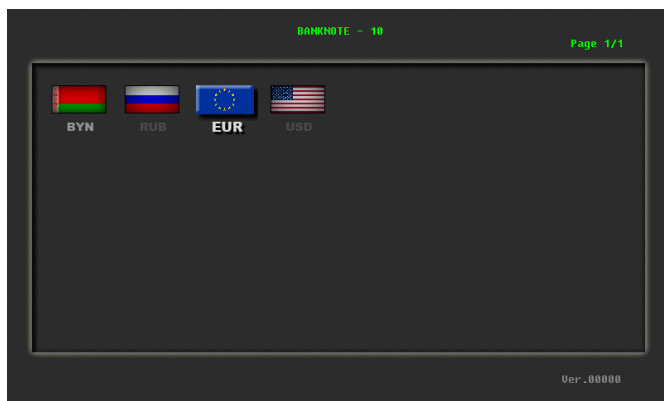 BANKNOTE - 10
Page 1/1
BYN RUB EUR USD
Ver.00000